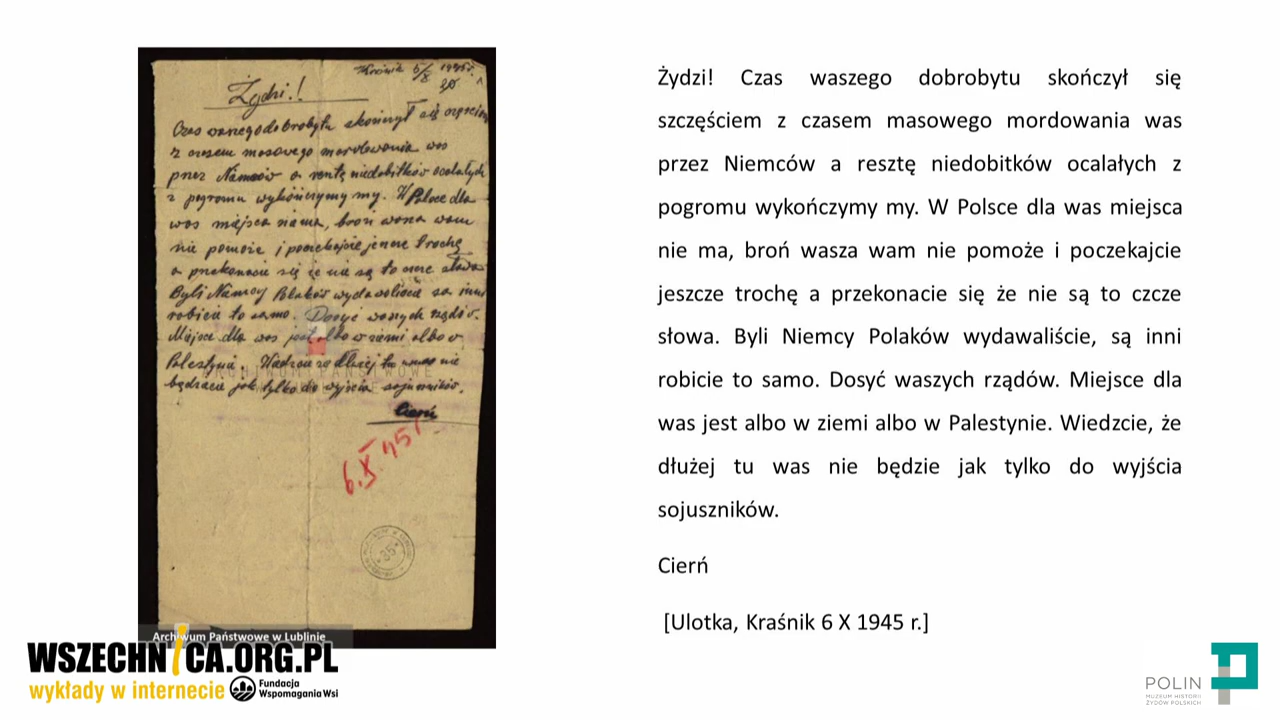 Kraśnik 5/X 1945 r.
Żydzi!
Czas waszego dobrobytu skończył się szczęściem
z czasem masowego mordowania was
przez Niemców a resztę niedobitków ocalałych
z pogromu wykończymy my. W Polsce dla
was miejsca nie ma, broń wasza wam
nie pomoże i poczekajcie jeszcze trochę
a przekonacie się że nie są to czcze słowa
Byli Niemcy Polaków wydawaliście są inni
robicie to samo. Dosyć waszych rządów.
Miejsce dla was jest albo w ziemi albo w
Palestynie. Wiedzcie że dłużej tu was nie
będzie jak tylko do wyjścia sojuszników.
Cierń
6.X 45
35
ARCHIWUM PAŃSTWOWE
Archiwum Państwowe w Lublinie
Żydzi! Czas waszego dobrobytu skończył się
szczęściem z czasem masowego mordowania was
przez Niemców a resztę niedobitków ocalałych z
pogromu wykończymy my. W Polsce dla was miejsca
nie ma, broń wasza wam nie pomoże i poczekajcie
jeszcze trochę a przekonacie się że nie są to czcze
słowa. Byli Niemcy Polaków wydawaliście, są inni
robicie to samo. Dosyć waszych rządów. Miejsce dla
was jest albo w ziemi albo w Palestynie. Wiedzcie, że
dłużej tu was nie będzie jak tylko do wyjścia
sojuszników.
Cierń
[Ulotka, Kraśnik 6 X 1945 r.]
WSZECHNICA.ORG.PL
wykłady w internecie
Fundacja
Wspomagania Wsi
POLIN
MUZEUM HISTORII
ŻYDÓW POLSKICH